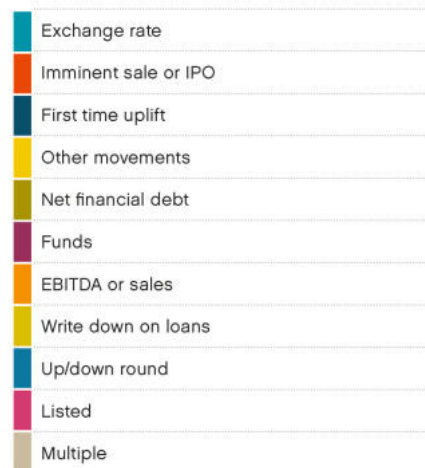 Exchange rate
Imminent sale or IPO
First time uplift
Other movements
Net financial debt
Funds
EBITDA or sales
Write down on loans
Up/down round
Listed
Multiple